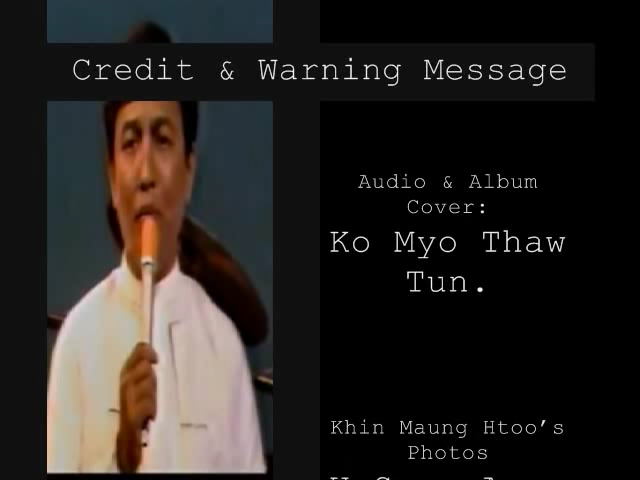 Credit & Warning Message
Audio & Album
Cover:
Ko Myo Thaw
Tun.
Khin Maung Htoo’s
Photos